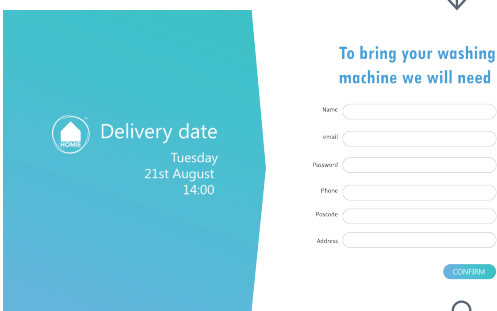 HOMIE
Delivery date
Tuesday
21st August
14:00
To bring your washing
machine we will need
Name
email
Password
Phone
Poscode
Address
CONFIRM